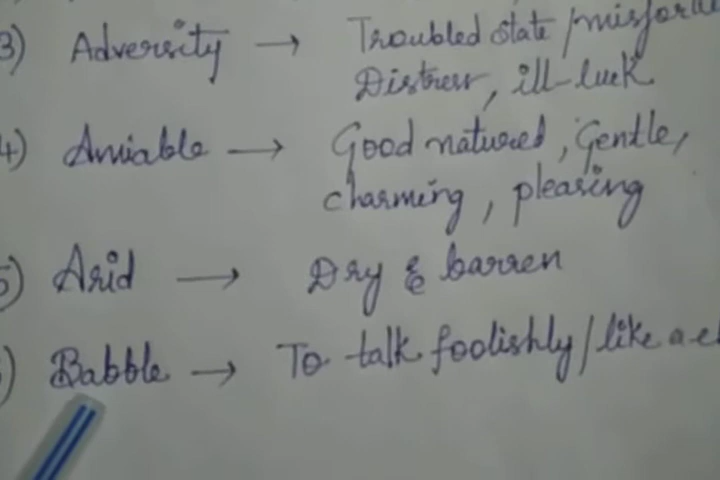 3) Adversity → Troubled state /
Distress, ill-luck
4) Amiable → Good natured, Gentle,
charming, pleasing
5) Arid → Dry & barren
) Babble → To talk foolishly / like a